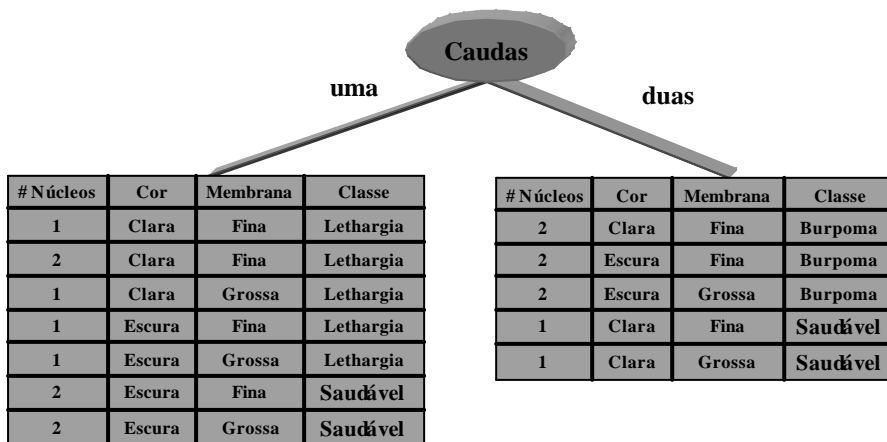 Caudas
uma
duas
# Núcleos Cor Membrana Classe
1 Clara Fina Lethargia
2 Clara Fina Lethargia
1 Clara Grossa Lethargia
1 Escura Fina Lethargia
1 Escura Grossa Lethargia
2 Escura Fina Saudável
2 Escura Grossa Saudável
# Núcleos Cor Membrana Classe
2 Clara Fina Burpoma
2 Escura Fina Burpoma
2 Escura Grossa Burpoma
1 Clara Fina Saudável
1 Clara Grossa Saudável